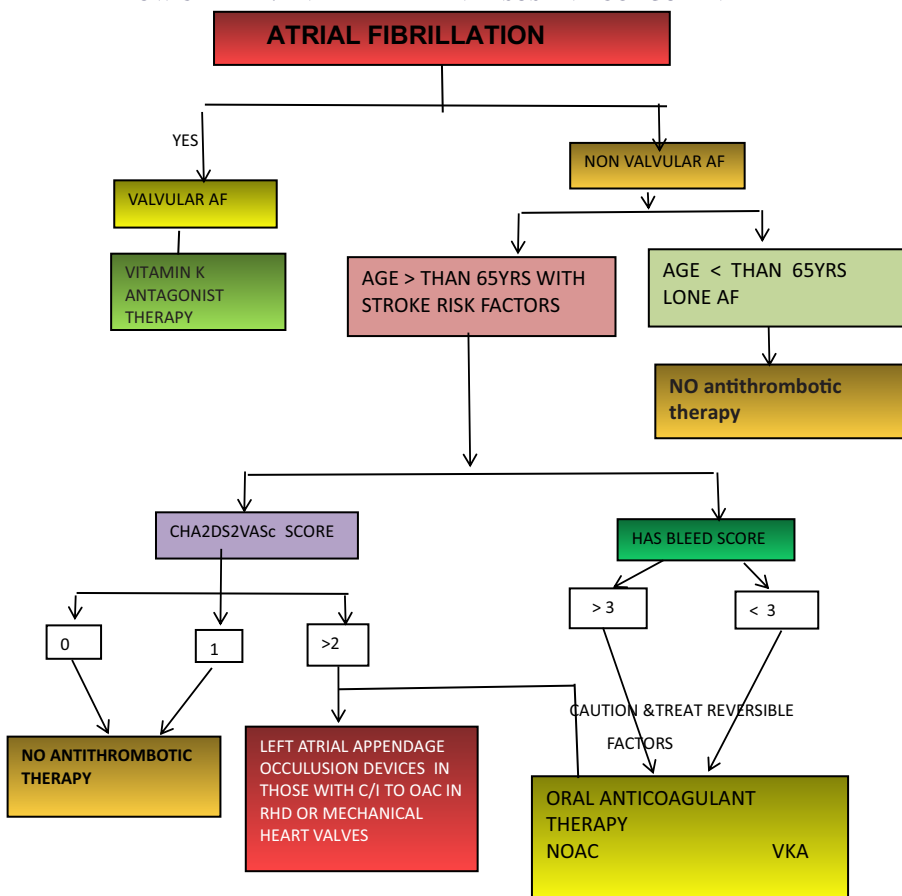 ATRIAL FIBRILLATION
YES
NON VALVULAR AF
VALVULAR AF
VITAMIN K
ANTAGONIST
THERAPY
AGE > THAN 65YRS WITH
STROKE RISK FACTORS
AGE < THAN 65YRS
LONE AF
NO antithrombotic
therapy
CHA2DS2VASc SCORE
HAS BLEED SCORE
0
1
>2
> 3
< 3
CAUTION &TREAT REVERSIBLE
FACTORS
NO ANTITHROMBOTIC
THERAPY
LEFT ATRIAL APPENDAGE
OCCULUSION DEVICES IN
THOSE WITH C/I TO OAC IN
RHD OR MECHANICAL
HEART VALVES
ORAL ANTICOAGULANT
THERAPY
NOAC VKA